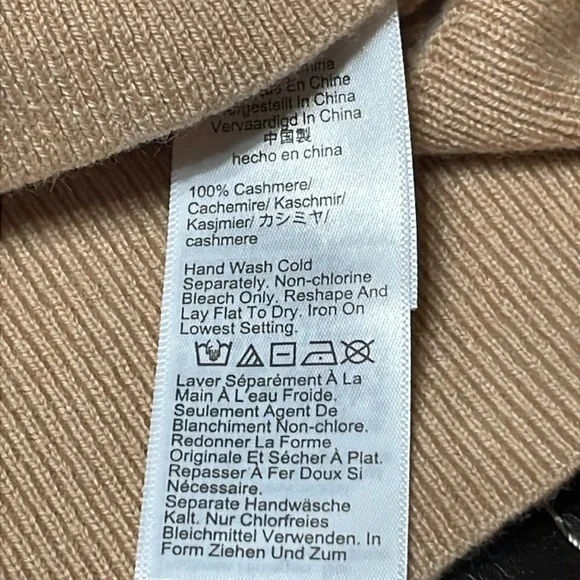 En Chine
In China
Vervaardigd In China
中国製
hecho en china
100% Cashmere/
Cachemire/ Kaschmir/
Kasjmier/ カシミヤ/
cashmere
Hand Wash Cold
Separately. Non-chlorine
Bleach Only. Reshape And
Lay Flat To Dry. Iron On
Lowest Setting.
Laver Séparément À La
Main À L'eau Froide.
Seulement Agent De
Blanchiment Non-chlore.
Redonner La Forme
Originale Et Sécher À Plat.
Repasser À Fer Doux Si
Nécessaire.
Separate Handwäsche
Kalt. Nur Chlorfreies
Bleichmittel Verwenden. In
Form Ziehen Und Zum